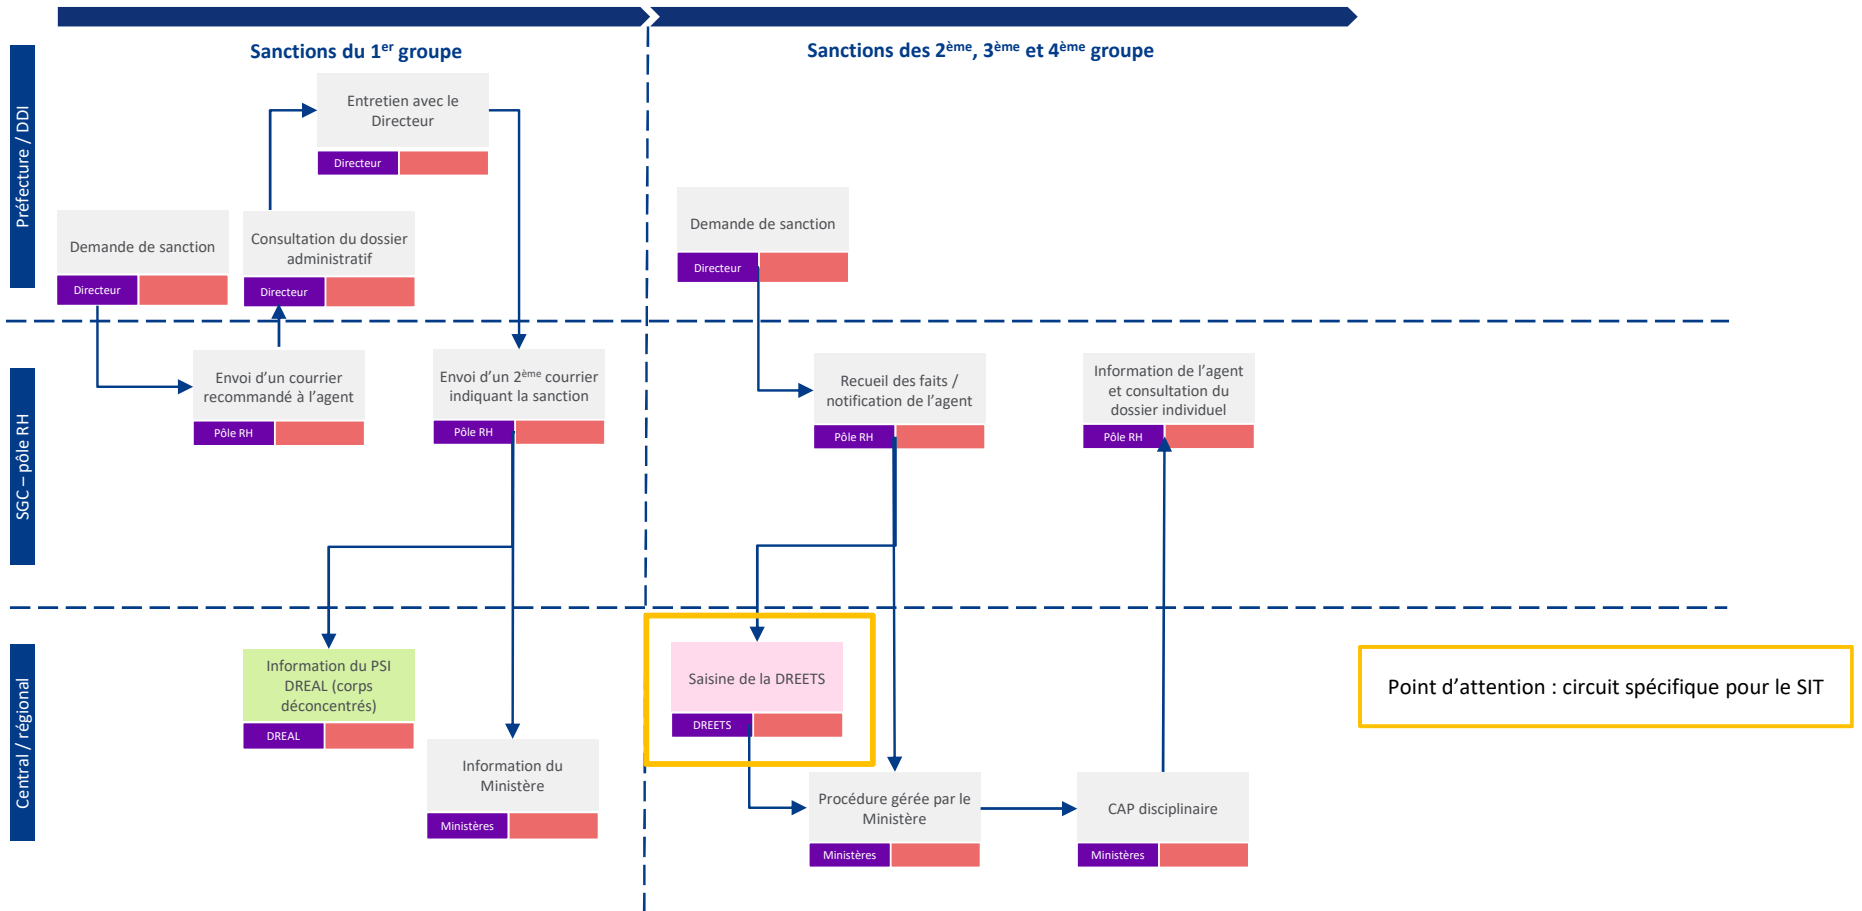 Sanctions du 1er groupe
Sanctions des 2ème, 3ème et 4ème groupe
Préfecture / DDI
Entretien avec le
Directeur
Directeur
Demande de sanction
Directeur
Consultation du dossier
administratif
Directeur
Demande de sanction
Directeur
SGC – pôle RH
Envoi d'un courrier
recommandé à l'agent
Pôle RH
Envoi d'un 2ème courrier
indiquant la sanction
Pôle RH
Recueil des faits /
notification de l'agent
Pôle RH
Information de l'agent
et consultation du
dossier individuel
Pôle RH
Central / régional
Information du PSI
DREAL (corps
déconcentrés)
DREAL
Information du
Ministère
Ministères
Saisine de la DREETS
DREETS
Procédure gérée par le
Ministère
Ministères
CAP disciplinaire
Ministères
Point d'attention : circuit spécifique pour le SIT